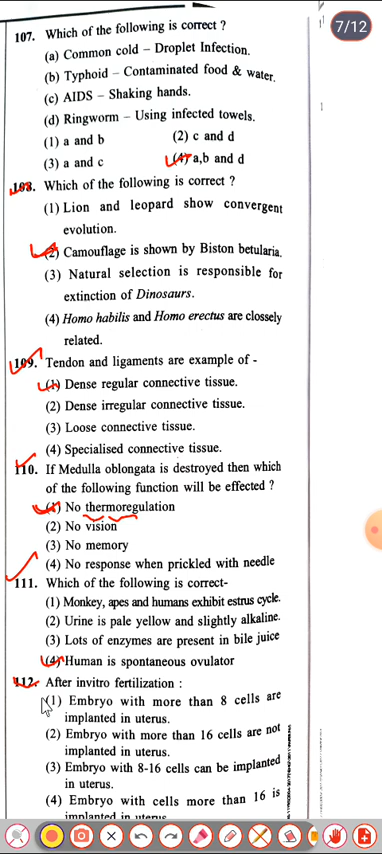 7/12
107. Which of the following is correct ?
(a) Common cold – Droplet Infection.
(b) Typhoid – Contaminated food & water.
(c) AIDS – Shaking hands.
(d) Ringworm – Using infected towels.
(1) a and b (2) c and d
(3) a and c (4) a,b and d
108. Which of the following is correct ?
(1) Lion and leopard show convergent
evolution.
(2) Camouflage is shown by Biston betularia.
(3) Natural selection is responsible for
extinction of Dinosaurs.
(4) Homo habilis and Homo erectus are clossely
related.
109. Tendon and ligaments are example of -
(1) Dense regular connective tissue.
(2) Dense irregular connective tissue.
(3) Loose connective tissue.
(4) Specialised connective tissue.
110. If Medulla oblongata is destroyed then which
of the following function will be effected ?
(1) No thermoregulation
(2) No vision
(3) No memory
(4) No response when prickled with needle
111. Which of the following is correct-
(1) Monkey, apes and humans exhibit estrus cycle.
(2) Urine is pale yellow and slightly alkaline.
(3) Lots of enzymes are present in bile juice
(4) Human is spontaneous ovulator
112. After invitro fertilization :
(1) Embryo with more than 8 cells are
implanted in uterus.
(2) Embryo with more than 16 cells are not
implanted in uterus.
(3) Embryo with 8-16 cells can be implanted
in uterus.
(4) Embryo with cells more than 16 is
implanted in uterus